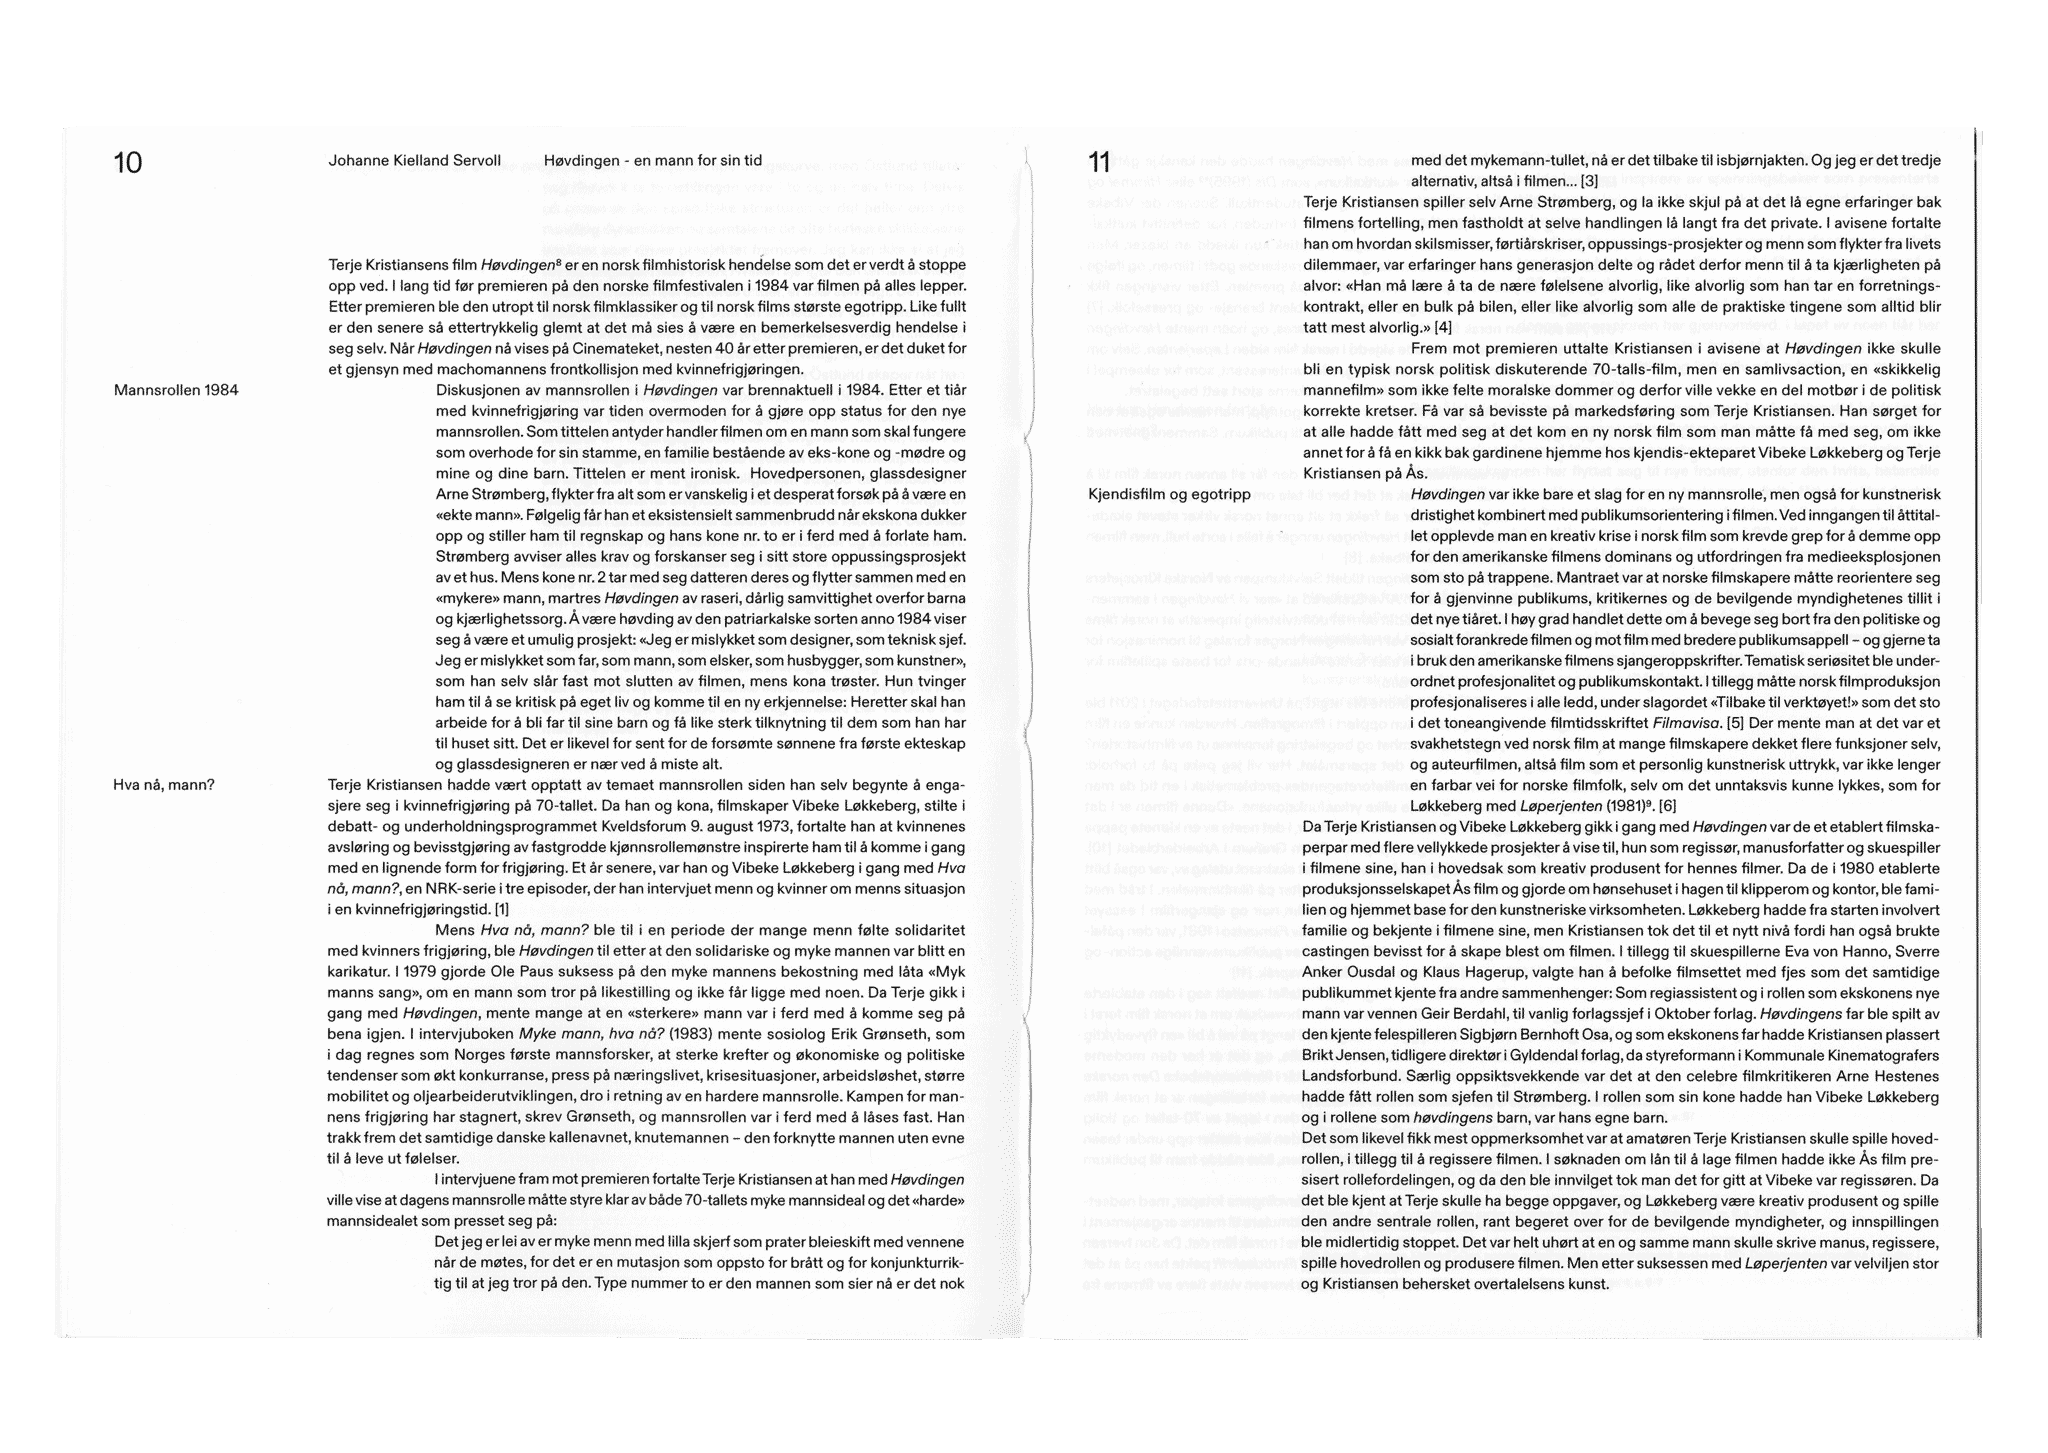 10
Johanne Kielland Servoll Høvdingen - en mann for sin tid
Terje Kristiansens film Høvdingen⁸ er en norsk filmhistorisk hendelse som det er verdt å stoppe
opp ved. I lang tid før premieren på den norske filmfestivalen i 1984 var filmen på alles lepper.
Etter premieren ble den utropt til norsk filmklassiker og til norsk films største egotripp. Like fullt
er den senere så ettertrykkelig glemt at det må sies å være en bemerkelsesverdig hendelse i
seg selv. Når Høvdingen nå vises på Cinemateket, nesten 40 år etter premieren, er det duket for
et gjensyn med machomannens frontkollisjon med kvinnefrigjøringen.
Mannsrollen 1984
Diskusjonen av mannsrollen i Høvdingen var brennaktuell i 1984. Etter et tiår
med kvinnefrigjøring var tiden overmoden for å gjøre opp status for den nye
mannsrollen. Som tittelen antyder handler filmen om en mann som skal fungere
som overhode for sin stamme, en familie bestående av eks-kone og -mødre og
mine og dine barn. Tittelen er ment ironisk. Hovedpersonen, glassdesigner
Arne Strømberg, flykter fra alt som er vanskelig i et desperat forsøk på å være en
«ekte mann». Følgelig får han et eksistensielt sammenbrudd når ekskona dukker
opp og stiller ham til regnskap og hans kone nr. to er i ferd med å forlate ham.
Strømberg avviser alles krav og forskanser seg i sitt store oppussingsprosjekt
av et hus. Mens kone nr. 2 tar med seg datteren deres og flytter sammen med en
«mykere» mann, martres Høvdingen av raseri, dårlig samvittighet overfor barna
og kjærlighetssorg. Å være høvding av den patriarkalske sorten anno 1984 viser
seg å være et umulig prosjekt: «Jeg er mislykket som designer, som teknisk sjef.
Jeg er mislykket som far, som mann, som elsker, som husbygger, som kunstner»,
som han selv slår fast mot slutten av filmen, mens kona trøster. Hun tvinger
ham til å se kritisk på eget liv og komme til en ny erkjennelse: Heretter skal han
arbeide for å bli far til sine barn og få like sterk tilknytning til dem som han har
til huset sitt. Det er likevel for sent for de forsømte sønnene fra første ekteskap
og glassdesigneren er nær ved å miste alt.
Hva nå, mann?
Terje Kristiansen hadde vært opptatt av temaet mannsrollen siden han selv begynte å enga-
sjere seg i kvinnefrigjøring på 70-tallet. Da han og kona, filmskaper Vibeke Løkkeberg, stilte i
debatt- og underholdningsprogrammet Kveldsforum 9. august 1973, fortalte han at kvinnenes
avsløring og bevisstgjøring av fastgrodde kjønnsrollemønstre inspirerte ham til å komme i gang
med en lignende form for frigjøring. Et år senere, var han og Vibeke Løkkeberg i gang med Hva
nå, mann?, en NRK-serie i tre episoder, der han intervjuet menn og kvinner om menns situasjon
i en kvinnefrigjøringstid. [1]
Mens Hva nå, mann? ble til i en periode der mange menn følte solidaritet
med kvinners frigjøring, ble Høvdingen til etter at den solidariske og myke mannen var blitt en
karikatur. I 1979 gjorde Ole Paus suksess på den myke mannens bekostning med låta «Myk
manns sang», om en mann som tror på likestilling og ikke får ligge med noen. Da Terje gikk i
gang med Høvdingen, mente mange at en «sterkere» mann var i ferd med å komme seg på
bena igjen. I intervjuboken Myke mann, hva nå? (1983) mente sosiolog Erik Grønseth, som
i dag regnes som Norges første mannsforsker, at sterke krefter og økonomiske og politiske
tendenser som økt konkurranse, press på næringslivet, krisesituasjoner, arbeidsløshet, større
mobilitet og oljearbeiderutviklingen, dro i retning av en hardere mannsrolle. Kampen for man-
nens frigjøring har stagnert, skrev Grønseth, og mannsrollen var i ferd med å låses fast. Han
trakk frem det samtidige danske kallenavnet, knutemannen – den forknytte mannen uten evne
til å leve ut følelser.
I intervjuene fram mot premieren fortalte Terje Kristiansen at han med Høvdingen
ville vise at dagens mannsrolle måtte styre klar av både 70-tallets myke mannsideal og det «harde»
mannsidealet som presset seg på:
Det jeg er lei av er myke menn med lilla skjerf som prater bleieskift med vennene
når de møtes, for det er en mutasjon som oppsto for brått og for konjunkturrik-
tig til at jeg tror på den. Type nummer to er den mannen som sier nå er det nok
11
med det mykemann-tullet, nå er det tilbake til isbjørnjakten. Og jeg er det tredje
alternativ, altså i filmen... [3]
Terje Kristiansen spiller selv Arne Strømberg, og la ikke skjul på at det lå egne erfaringer bak
filmens fortelling, men fastholdt at selve handlingen lå langt fra det private. I avisene fortalte
han om hvordan skilsmisser, førtiårskriser, oppussings-prosjekter og menn som flykter fra livets
dilemmaer, var erfaringer hans generasjon delte og rådet derfor menn til å ta kjærligheten på
alvor: «Han må lære å ta de nære følelsene alvorlig, like alvorlig som han tar en forretnings-
kontrakt, eller en bulk på bilen, eller like alvorlig som alle de praktiske tingene som alltid blir
tatt mest alvorlig.» [4]
Frem mot premieren uttalte Kristiansen i avisene at Høvdingen ikke skulle
bli en typisk norsk politisk diskuterende 70-talls-film, men en samlivsaction, en «skikkelig
mannefilm» som ikke felte moralske dommer og derfor ville vekke en del motbør i de politisk
korrekte kretser. Få var så bevisste på markedsføring som Terje Kristiansen. Han sørget for
at alle hadde fått med seg at det kom en ny norsk film som man måtte få med seg, om ikke
annet for å få en kikk bak gardinene hjemme hos kjendis-ekteparet Vibeke Løkkeberg og Terje
Kristiansen på Ås.
Kjendisfilm og egotripp
Høvdingen var ikke bare et slag for en ny mannsrolle, men også for kunstnerisk
dristighet kombinert med publikumsorientering i filmen. Ved inngangen til åttital-
let opplevde man en kreativ krise i norsk film som krevde grep for å demme opp
for den amerikanske filmens dominans og utfordringen fra medieeksplosjonen
som sto på trappene. Mantraet var at norske filmskapere måtte reorientere seg
for å gjenvinne publikums, kritikernes og de bevilgende myndighetenes tillit i
det nye tiåret. I høy grad handlet dette om å bevege seg bort fra den politiske og
sosialt forankrede filmen og mot film med bredere publikumsappell – og gjerne ta
i bruk den amerikanske filmens sjangeroppskrifter. Tematisk seriøsitet ble under-
ordnet profesjonalitet og publikumskontakt. I tillegg måtte norsk filmproduksjon
profesjonaliseres i alle ledd, under slagordet «Tilbake til verktøyet!» som det sto
i det toneangivende filmtidsskriftet Filmavisa. [5] Der mente man at det var et
svakhetstegn ved norsk film at mange filmskapere dekket flere funksjoner selv,
og auteurfilmen, altså film som et personlig kunstnerisk uttrykk, var ikke lenger
en farbar vei for norske filmfolk, selv om det unntaksvis kunne lykkes, som for
Løkkeberg med Løperjenten (1981)⁹. [6]
Da Terje Kristiansen og Vibeke Løkkeberg gikk i gang med Høvdingen var de et etablert filmska-
perpar med flere vellykkede prosjekter å vise til, hun som regissør, manusforfatter og skuespiller
i filmene sine, han i hovedsak som kreativ produsent for hennes filmer. Da de i 1980 etablerte
produksjonsselskapet Ås film og gjorde om hønsehuset i hagen til klipperom og kontor, ble fami-
lien og hjemmet base for den kunstneriske virksomheten. Løkkeberg hadde fra starten involvert
familie og bekjente i filmene sine, men Kristiansen tok det til et nytt nivå fordi han også brukte
castingen bevisst for å skape blest om filmen. I tillegg til skuespillerne Eva von Hanno, Sverre
Anker Ousdal og Klaus Hagerup, valgte han å befolke filmsettet med fjes som det samtidige
publikummet kjente fra andre sammenhenger: Som regiassistent og i rollen som ekskonens nye
mann var vennen Geir Berdahl, til vanlig forlagssjef i Oktober forlag. Høvdingens far ble spilt av
den kjente felespilleren Sigbjørn Bernhoft Osa, og som ekskonens far hadde Kristiansen plassert
Brikt Jensen, tidligere direktør i Gyldendal forlag, da styreformann i Kommunale Kinematografers
Landsforbund. Særlig oppsiktsvekkende var det at den celebre filmkritikeren Arne Hestenes
hadde fått rollen som sjefen til Strømberg. I rollen som sin kone hadde han Vibeke Løkkeberg
og i rollene som høvdingens barn, var hans egne barn.
Det som likevel fikk mest oppmerksomhet var at amatøren Terje Kristiansen skulle spille hoved-
rollen, i tillegg til å regissere filmen. I søknaden om lån til å lage filmen hadde ikke Ås film pre-
sisert rollefordelingen, og da den ble innvilget tok man det for gitt at Vibeke var regissøren. Da
det ble kjent at Terje skulle ha begge oppgaver, og Løkkeberg være kreativ produsent og spille
den andre sentrale rollen, rant begeret over for de bevilgende myndigheter, og innspillingen
ble midlertidig stoppet. Det var helt uhørt at en og samme mann skulle skrive manus, regissere,
spille hovedrollen og produsere filmen. Men etter suksessen med Løperjenten var velviljen stor
og Kristiansen behersket overtalelsens kunst.